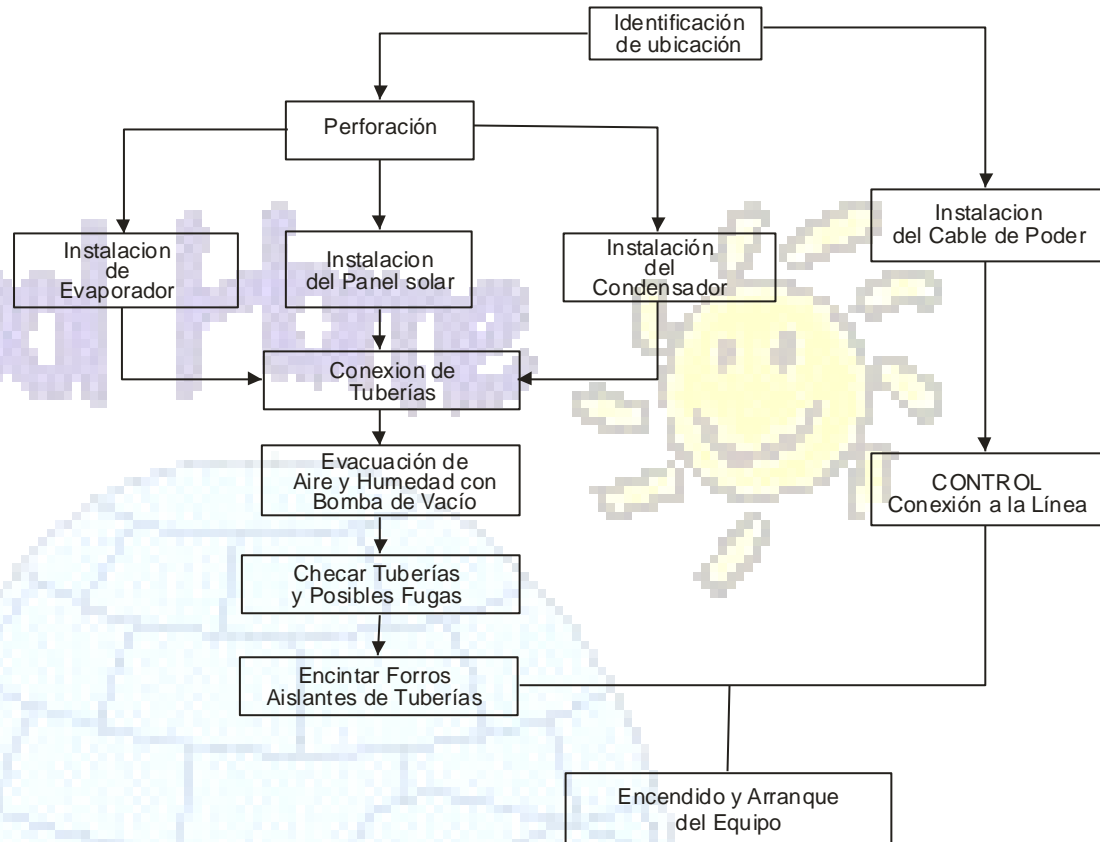 Identificación
de ubicación
Perforación
Instalacion
de
Evaporador
Instalacion
del Panel solar
Instalación
del
Condensador
Instalacion
del Cable de Poder
Conexion de
Tuberías
Evacuación de
Aire y Humedad con
Bomba de Vacío
CONTROL
Conexión a la Línea
Checar Tuberías
y Posibles Fugas
Encintar Forros
Aislantes de Tuberías
Encendido y Arranque
del Equipo